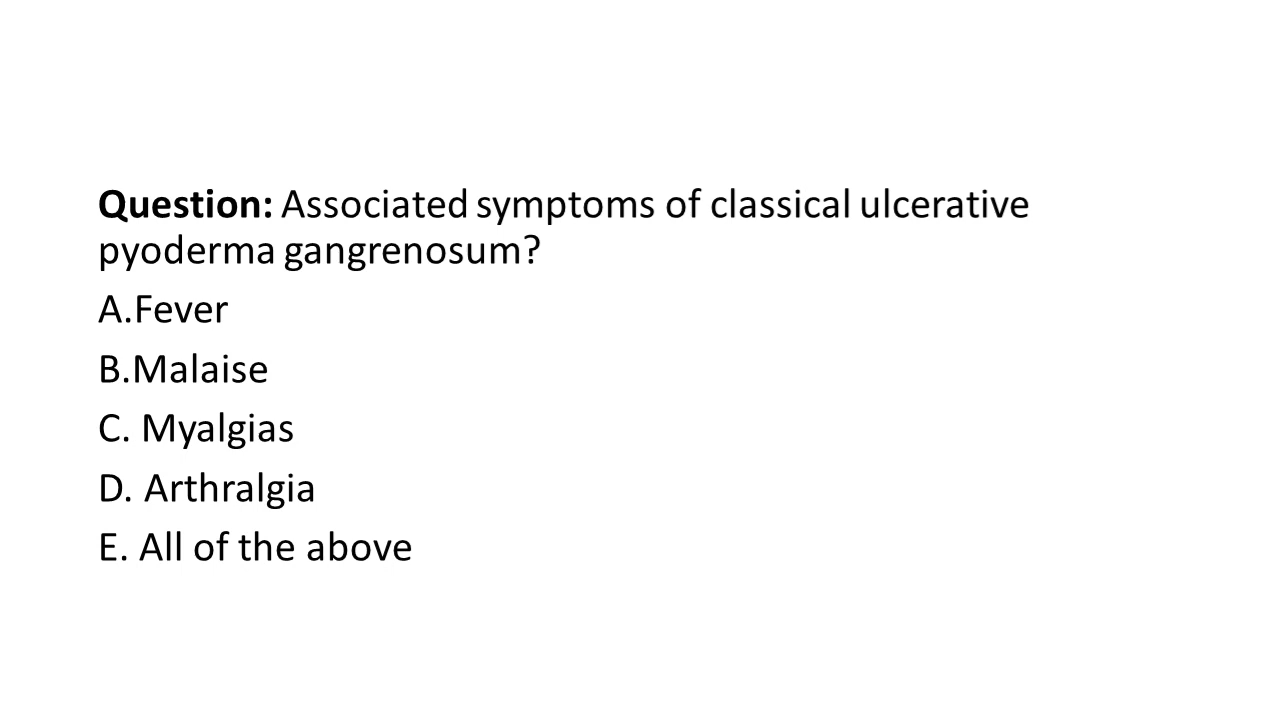 Question: Associated symptoms of classical ulcerative
pyoderma gangrenosum?
A.Fever
B.Malaise
C. Myalgias
D. Arthralgia
E. All of the above